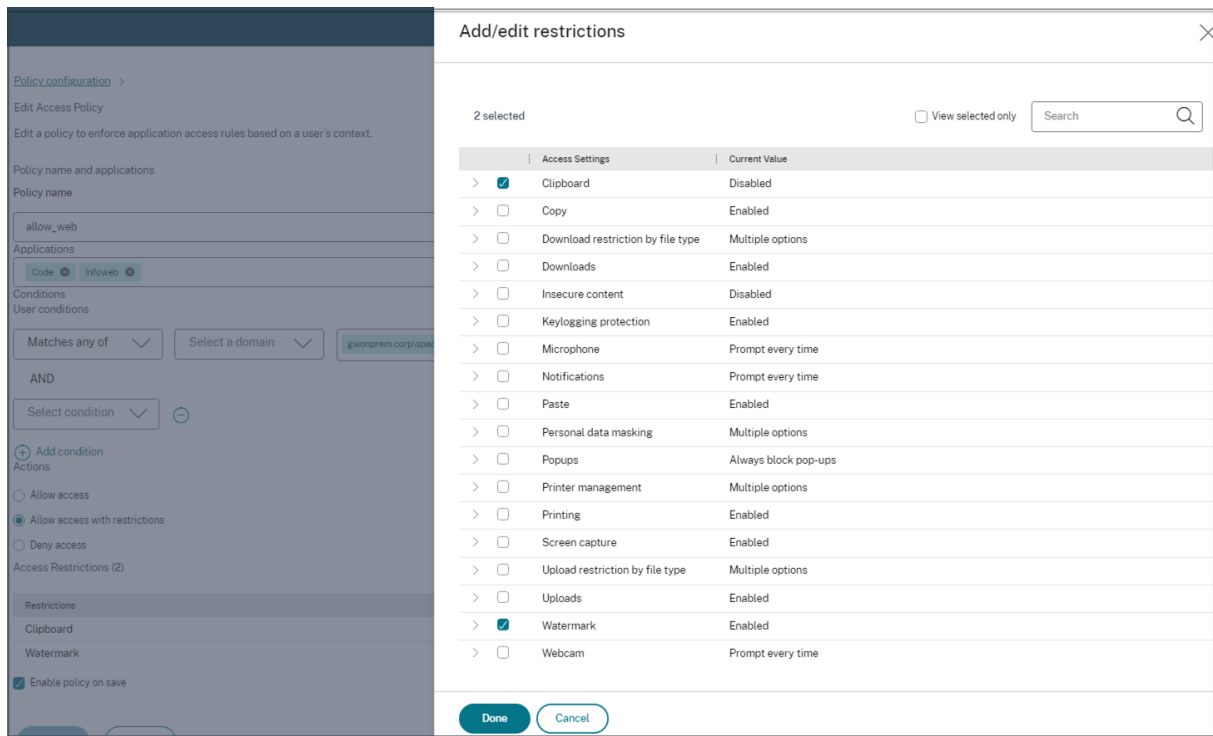 Policy configuration >
Edit Access Policy
Edit a policy to enforce application access rules based on a user's context.
Policy name and applications
Policy name
allow_web
Applications
Code
Infoweb
Conditions
User conditions
Matches any of
Select a domain
gwonprem.corp\spac
AND
Select condition
Add condition
Actions
Allow access
Allow access with restrictions
Deny access
Access Restrictions (2)
Restrictions
Clipboard
Watermark
Enable policy on save
Add/edit restrictions
2 selected
View selected only
Search
Access Settings Current Value
Clipboard Disabled
Copy Enabled
Download restriction by file type Multiple options
Downloads Enabled
Insecure content Disabled
Keylogging protection Enabled
Microphone Prompt every time
Notifications Prompt every time
Paste Enabled
Personal data masking Multiple options
Popups Always block pop-ups
Printer management Multiple options
Printing Enabled
Screen capture Enabled
Upload restriction by file type Multiple options
Uploads Enabled
Watermark Enabled
Webcam Prompt every time
Done
Cancel